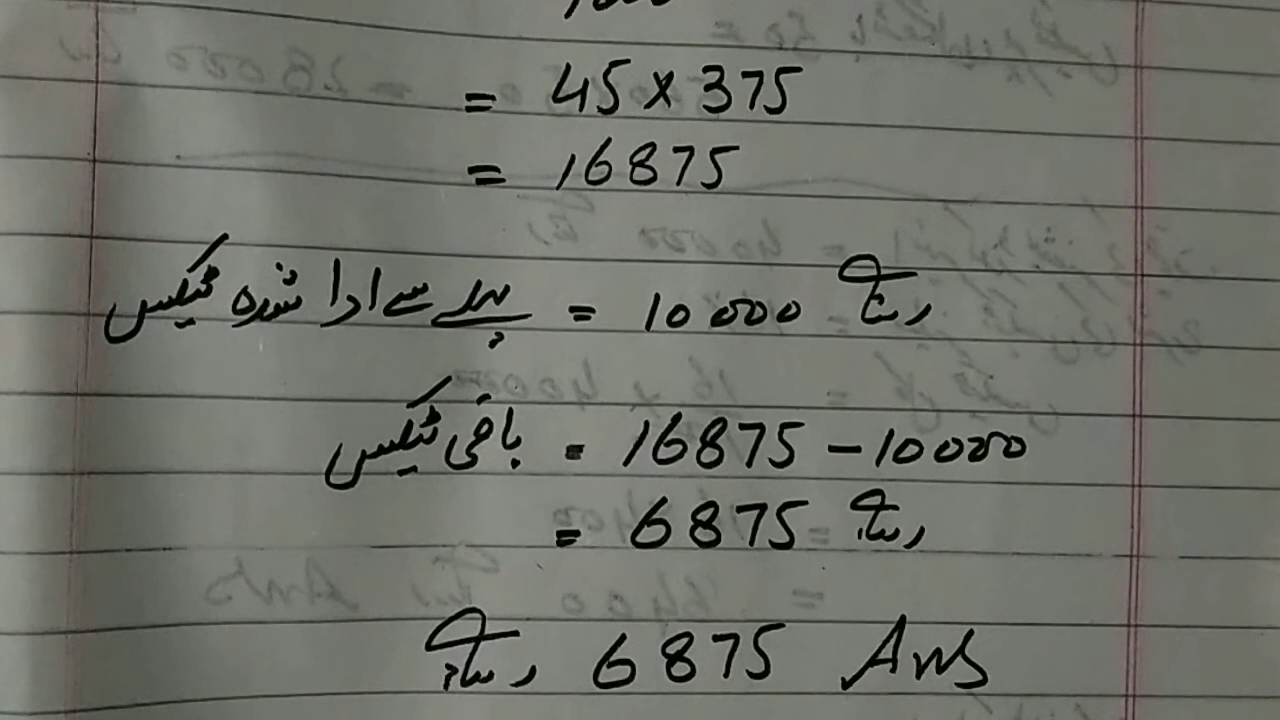 = 45 × 375
= 16875
پہلے سے ادا شدہ ٹیکس = 10000 روپے
باقی ٹیکس = 16875 - 10000
= 6875 روپے
روپے 6875 Ans